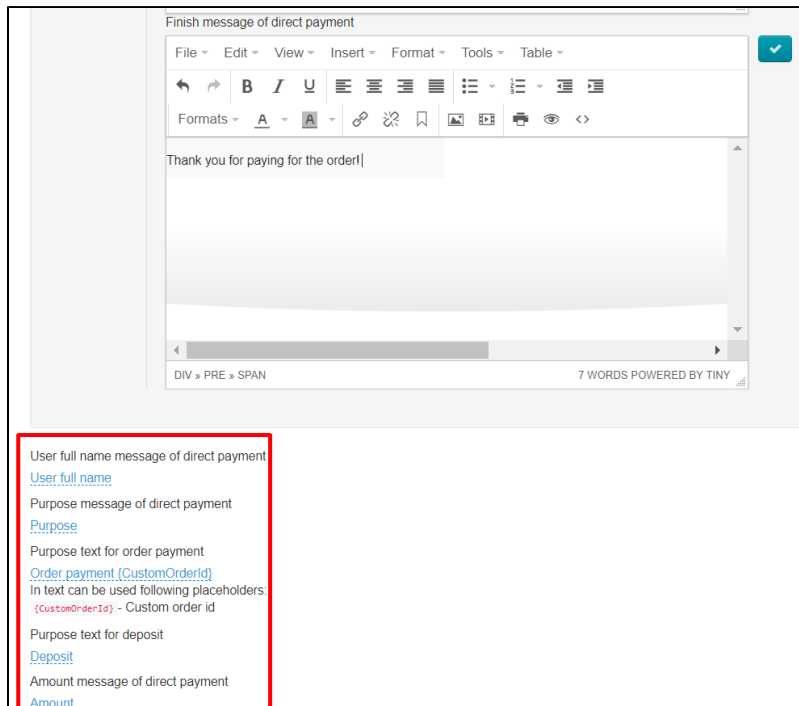 Finish message of direct payment
File Edit View Insert Format Tools Table
B I U
Formats A A
Thank you for paying for the order!
DIV » PRE » SPAN 7 WORDS POWERED BY TINY
User full name message of direct payment
User full name
Purpose message of direct payment
Purpose
Purpose text for order payment
Order payment {CustomOrderId}
In text can be used following placeholders:
{CustomOrderId} - Custom order id
Purpose text for deposit
Deposit
Amount message of direct payment
Amount